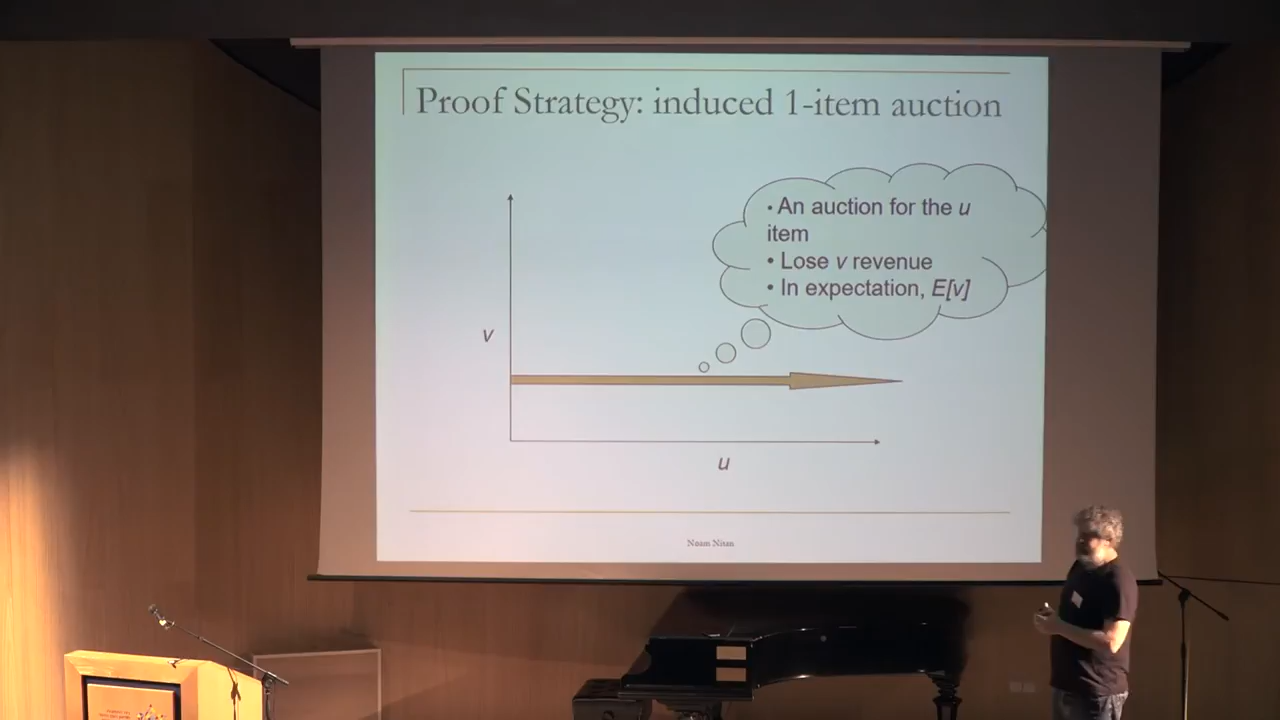 Proof Strategy: induced 1-item auction
• An auction for the u
item
• Lose v revenue
• In expectation, E[v]
v
u
Noam Nisan